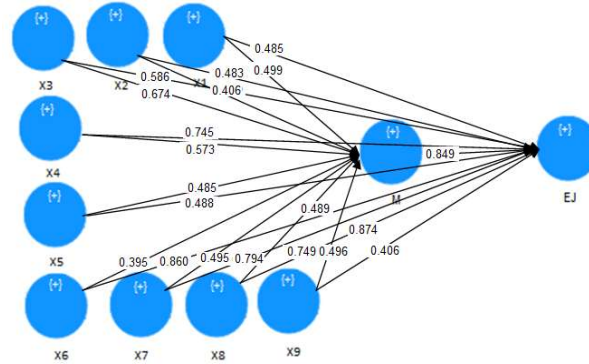 {+} {+} {+}
0.485
X3 X2 X1
0.586 0.483 0.499
0.674 0.406
{+} {+} {+}
0.745
0.573 0.849
X4
M EJ
{+}
0.485
0.488 0.489
0.874
X5
0.395 0.860 0.495 0.794 0.749 0.496 0.406
{+} {+} {+} {+}
X6 X7 X8 X9